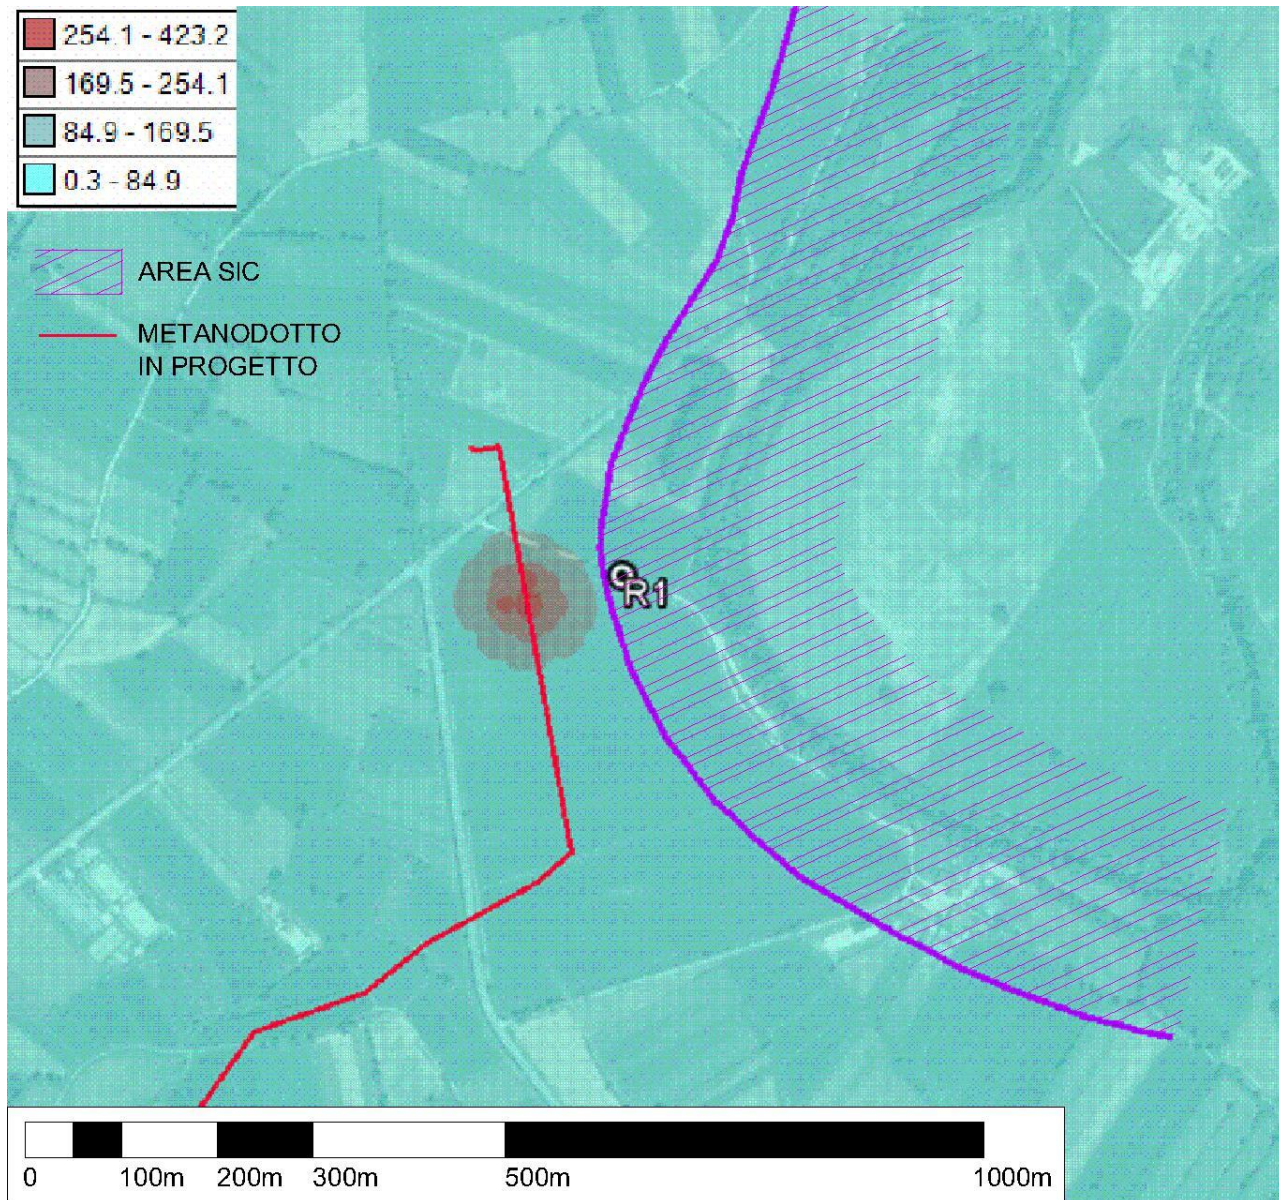 254.1 - 423.2
169.5 - 254.1
84.9 - 169.5
0.3 - 84.9
AREA SIC
METANODOTTO
IN PROGETTO
R1
0 100m 200m 300m 500m 1000m